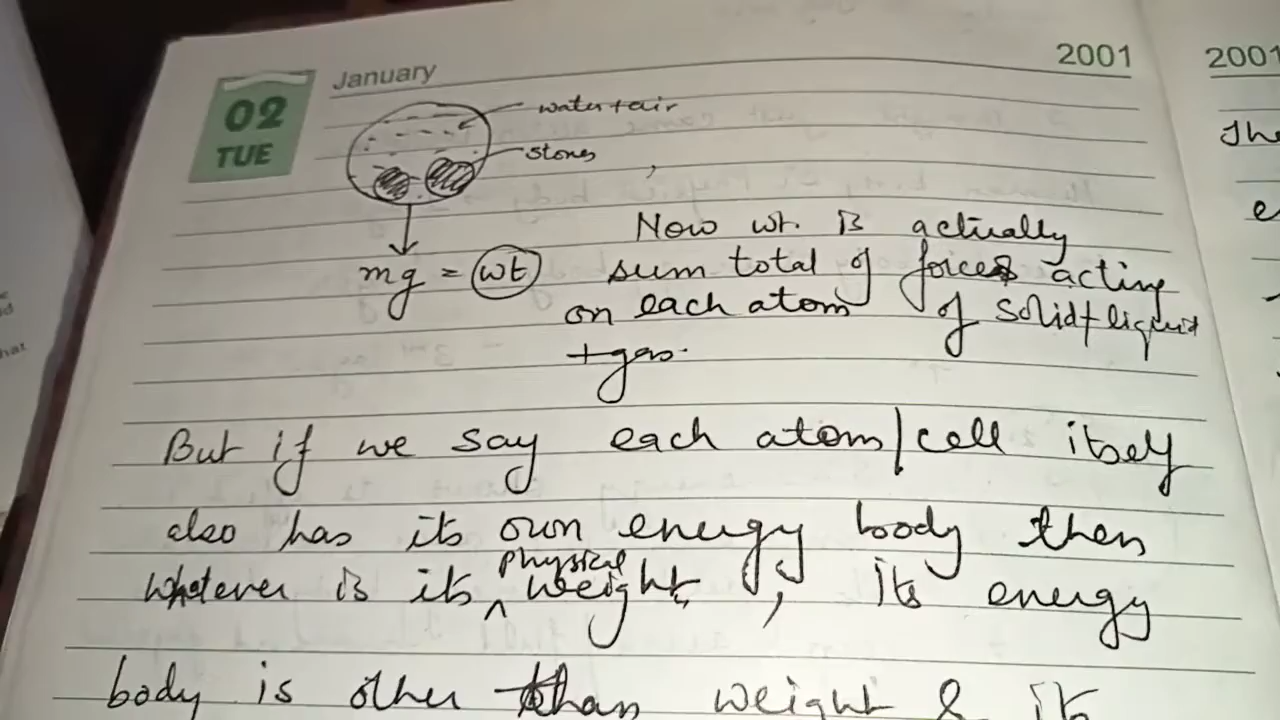 January
2001
02
TUE
water+air
stones
mg = wt
Now wt. is actually
sum total of forces acting
on each atom of solid+liquid
+gas.
But if we say each atom/cell itself
also has its own energy body then
whatever is its physical weight, its energy
body is other than weight & its
2001
The